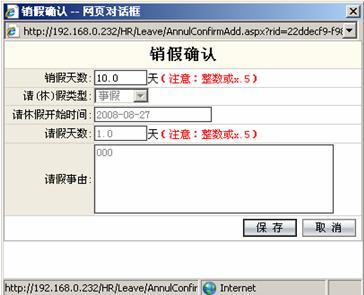 销假确认 -- 网页对话框
http://192.168.0.232/HR/Leave/AnnulConfirmAdd.aspx?rid=22ddecf9-f98
销假确认
销假天数: 10.0 天(注意：整数或x.5)
请(休)假类型: 事假
请休假开始时间: 2008-08-27
请假天数: 1.0 天(注意：整数或x.5)
请假事由: 000
保 存 取 消
http://192.168.0.232/HR/Leave/AnnulConfir Internet